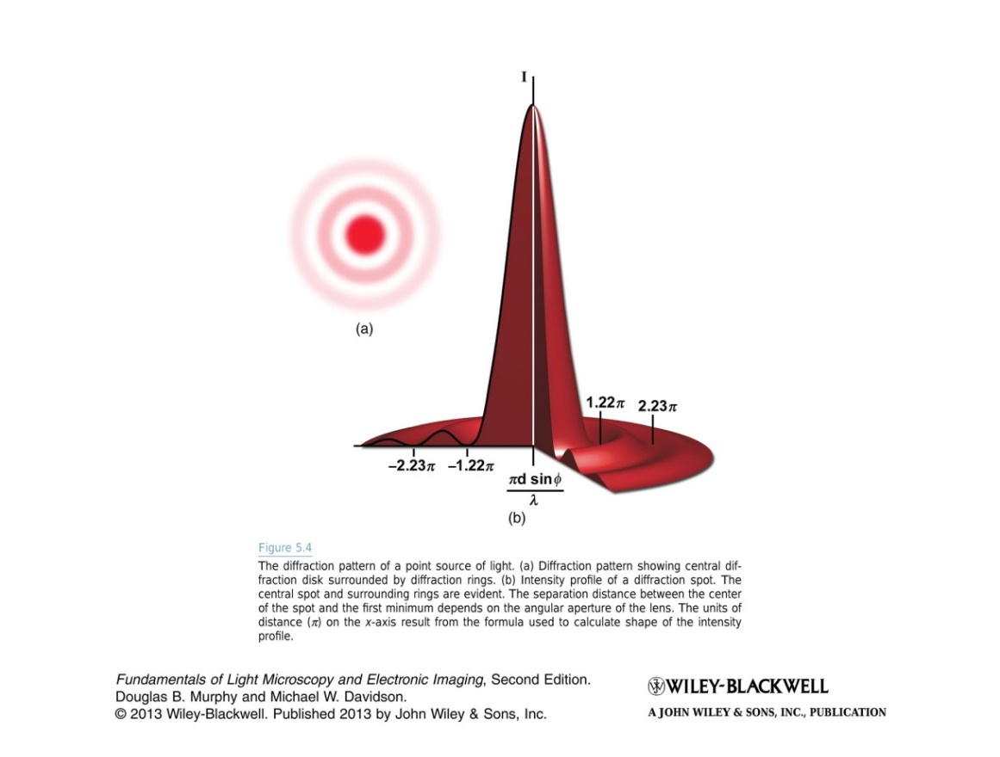 I
(a)
1.22π 2.23π
–2.23π –1.22π
πd sinϕ
λ
(b)
Figure 5.4
The diffraction pattern of a point source of light. (a) Diffraction pattern showing central dif-
fraction disk surrounded by diffraction rings. (b) Intensity profile of a diffraction spot. The
central spot and surrounding rings are evident. The separation distance between the center
of the spot and the first minimum depends on the angular aperture of the lens. The units of
distance (π) on the x-axis result from the formula used to calculate shape of the intensity
profile.
Fundamentals of Light Microscopy and Electronic Imaging, Second Edition.
Douglas B. Murphy and Michael W. Davidson.
© 2013 Wiley-Blackwell. Published 2013 by John Wiley & Sons, Inc.
WILEY-BLACKWELL
A JOHN WILEY & SONS, INC., PUBLICATION